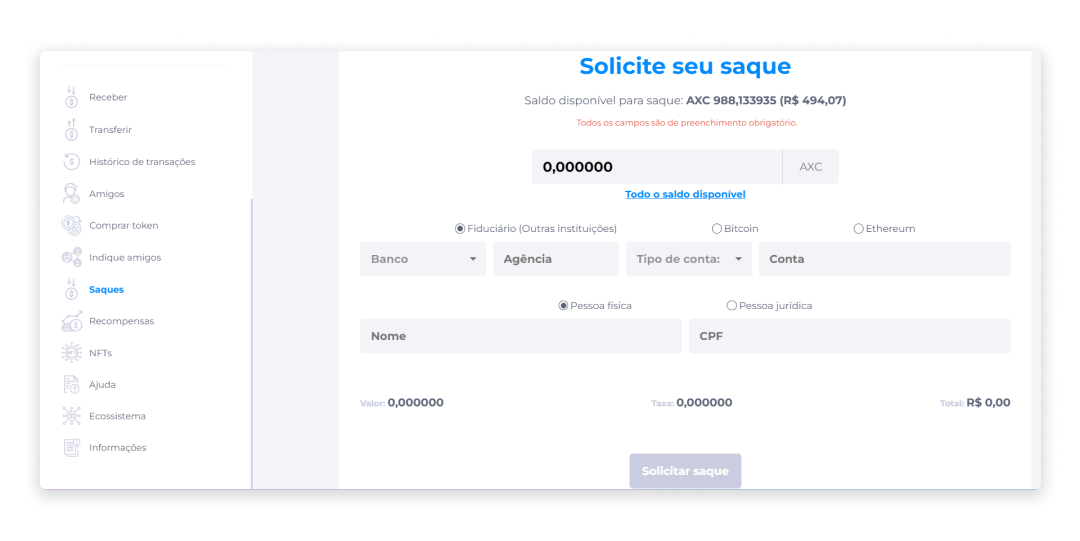 Receber
Transferir
Histórico de transações
Amigos
Comprar token
Indique amigos
Saques
Recompensas
NFTs
Ajuda
Ecossistema
Informações
Solicite seu saque
Saldo disponível para saque: AXC 988,133935 (R$ 494,07)
Todos os campos são de preenchimento obrigatório.
0,000000 AXC
Todo o saldo disponível
Fiduciário (Outras instituições) Bitcoin Ethereum
Banco Agência Tipo de conta: Conta
Pessoa física Pessoa jurídica
Nome CPF
Valor: 0,000000 Taxa: 0,000000 Total: R$ 0,00
Solicitar saque